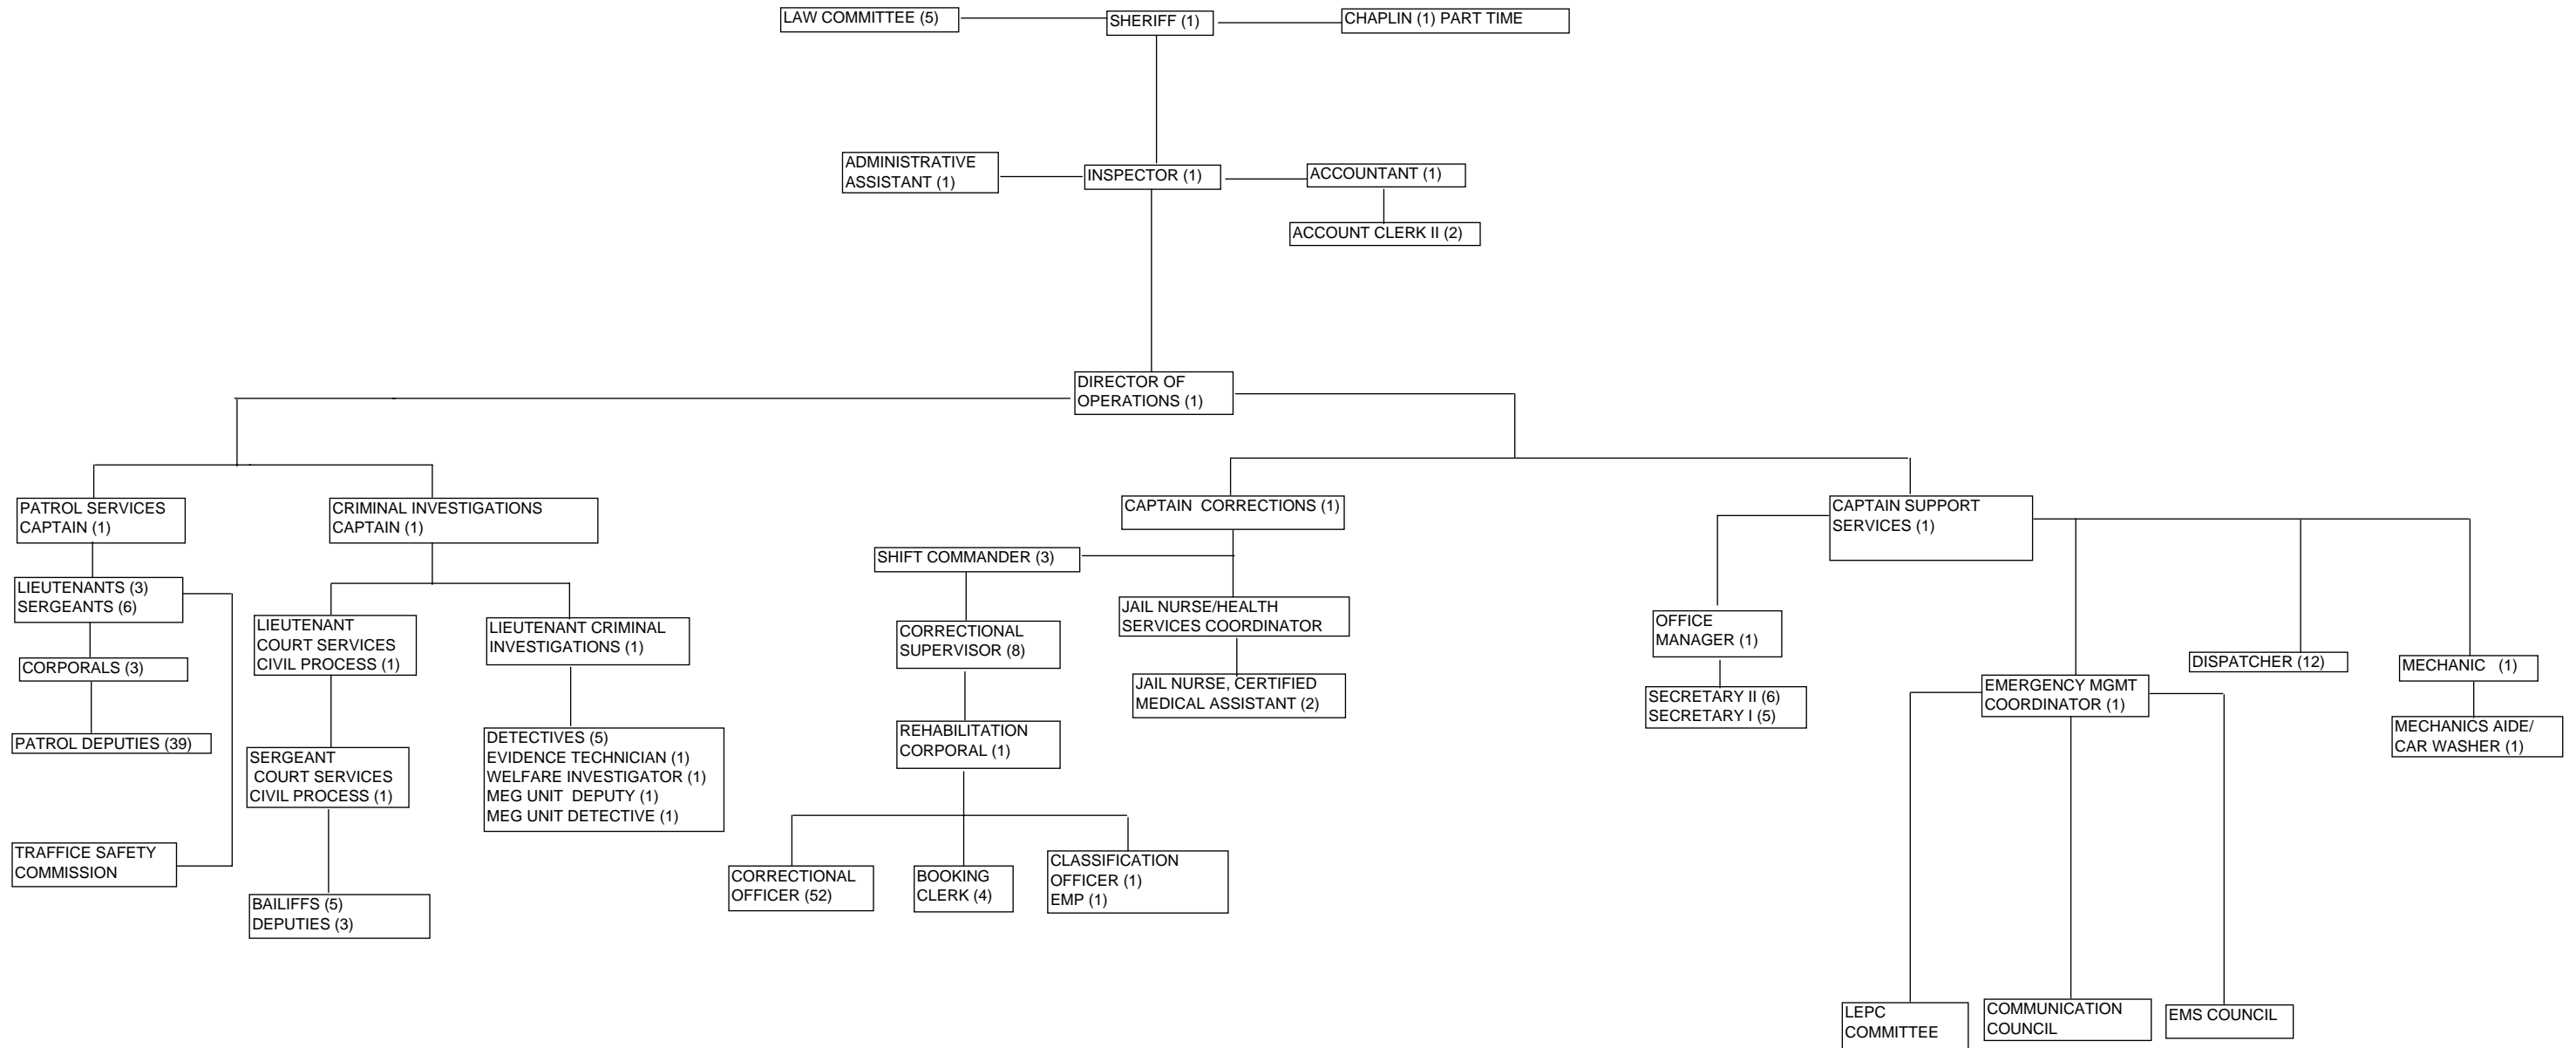 LAW COMMITTEE (5)
SHERIFF (1)
CHAPLIN (1) PART TIME
ADMINISTRATIVE
ASSISTANT (1)
INSPECTOR (1)
ACCOUNTANT (1)
ACCOUNT CLERK II (2)
DIRECTOR OF
OPERATIONS (1)
PATROL SERVICES
CAPTAIN (1)
CRIMINAL INVESTIGATIONS
CAPTAIN (1)
CAPTAIN CORRECTIONS (1)
CAPTAIN SUPPORT
SERVICES (1)
LIEUTENANTS (3)
SERGEANTS (6)
CORPORALS (3)
PATROL DEPUTIES (39)
TRAFFICE SAFETY
COMMISSION
LIEUTENANT
COURT SERVICES
CIVIL PROCESS (1)
SERGEANT
COURT SERVICES
CIVIL PROCESS (1)
BAILIFFS (5)
DEPUTIES (3)
LIEUTENANT CRIMINAL
INVESTIGATIONS (1)
DETECTIVES (5)
EVIDENCE TECHNICIAN (1)
WELFARE INVESTIGATOR (1)
MEG UNIT DEPUTY (1)
MEG UNIT DETECTIVE (1)
SHIFT COMMANDER (3)
CORRECTIONAL
SUPERVISOR (8)
REHABILITATION
CORPORAL (1)
CORRECTIONAL
OFFICER (52)
BOOKING
CLERK (4)
CLASSIFICATION
OFFICER (1)
EMP (1)
JAIL NURSE/HEALTH
SERVICES COORDINATOR
JAIL NURSE, CERTIFIED
MEDICAL ASSISTANT (2)
OFFICE
MANAGER (1)
SECRETARY II (6)
SECRETARY I (5)
EMERGENCY MGMT
COORDINATOR (1)
LEPC
COMMITTEE
COMMUNICATION
COUNCIL
EMS COUNCIL
DISPATCHER (12)
MECHANIC (1)
MECHANICS AIDE/
CAR WASHER (1)